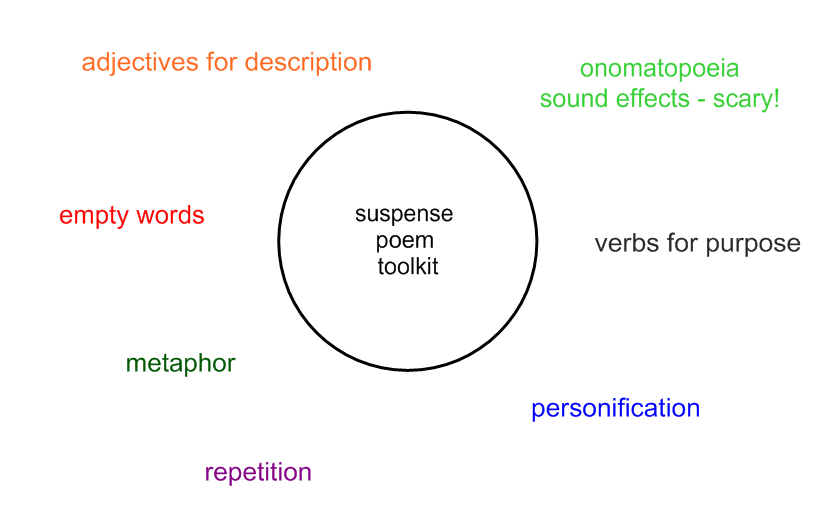 adjectives for description
onomatopoeia
sound effects - scary!
empty words
suspense
poem
toolkit
verbs for purpose
metaphor
personification
repetition